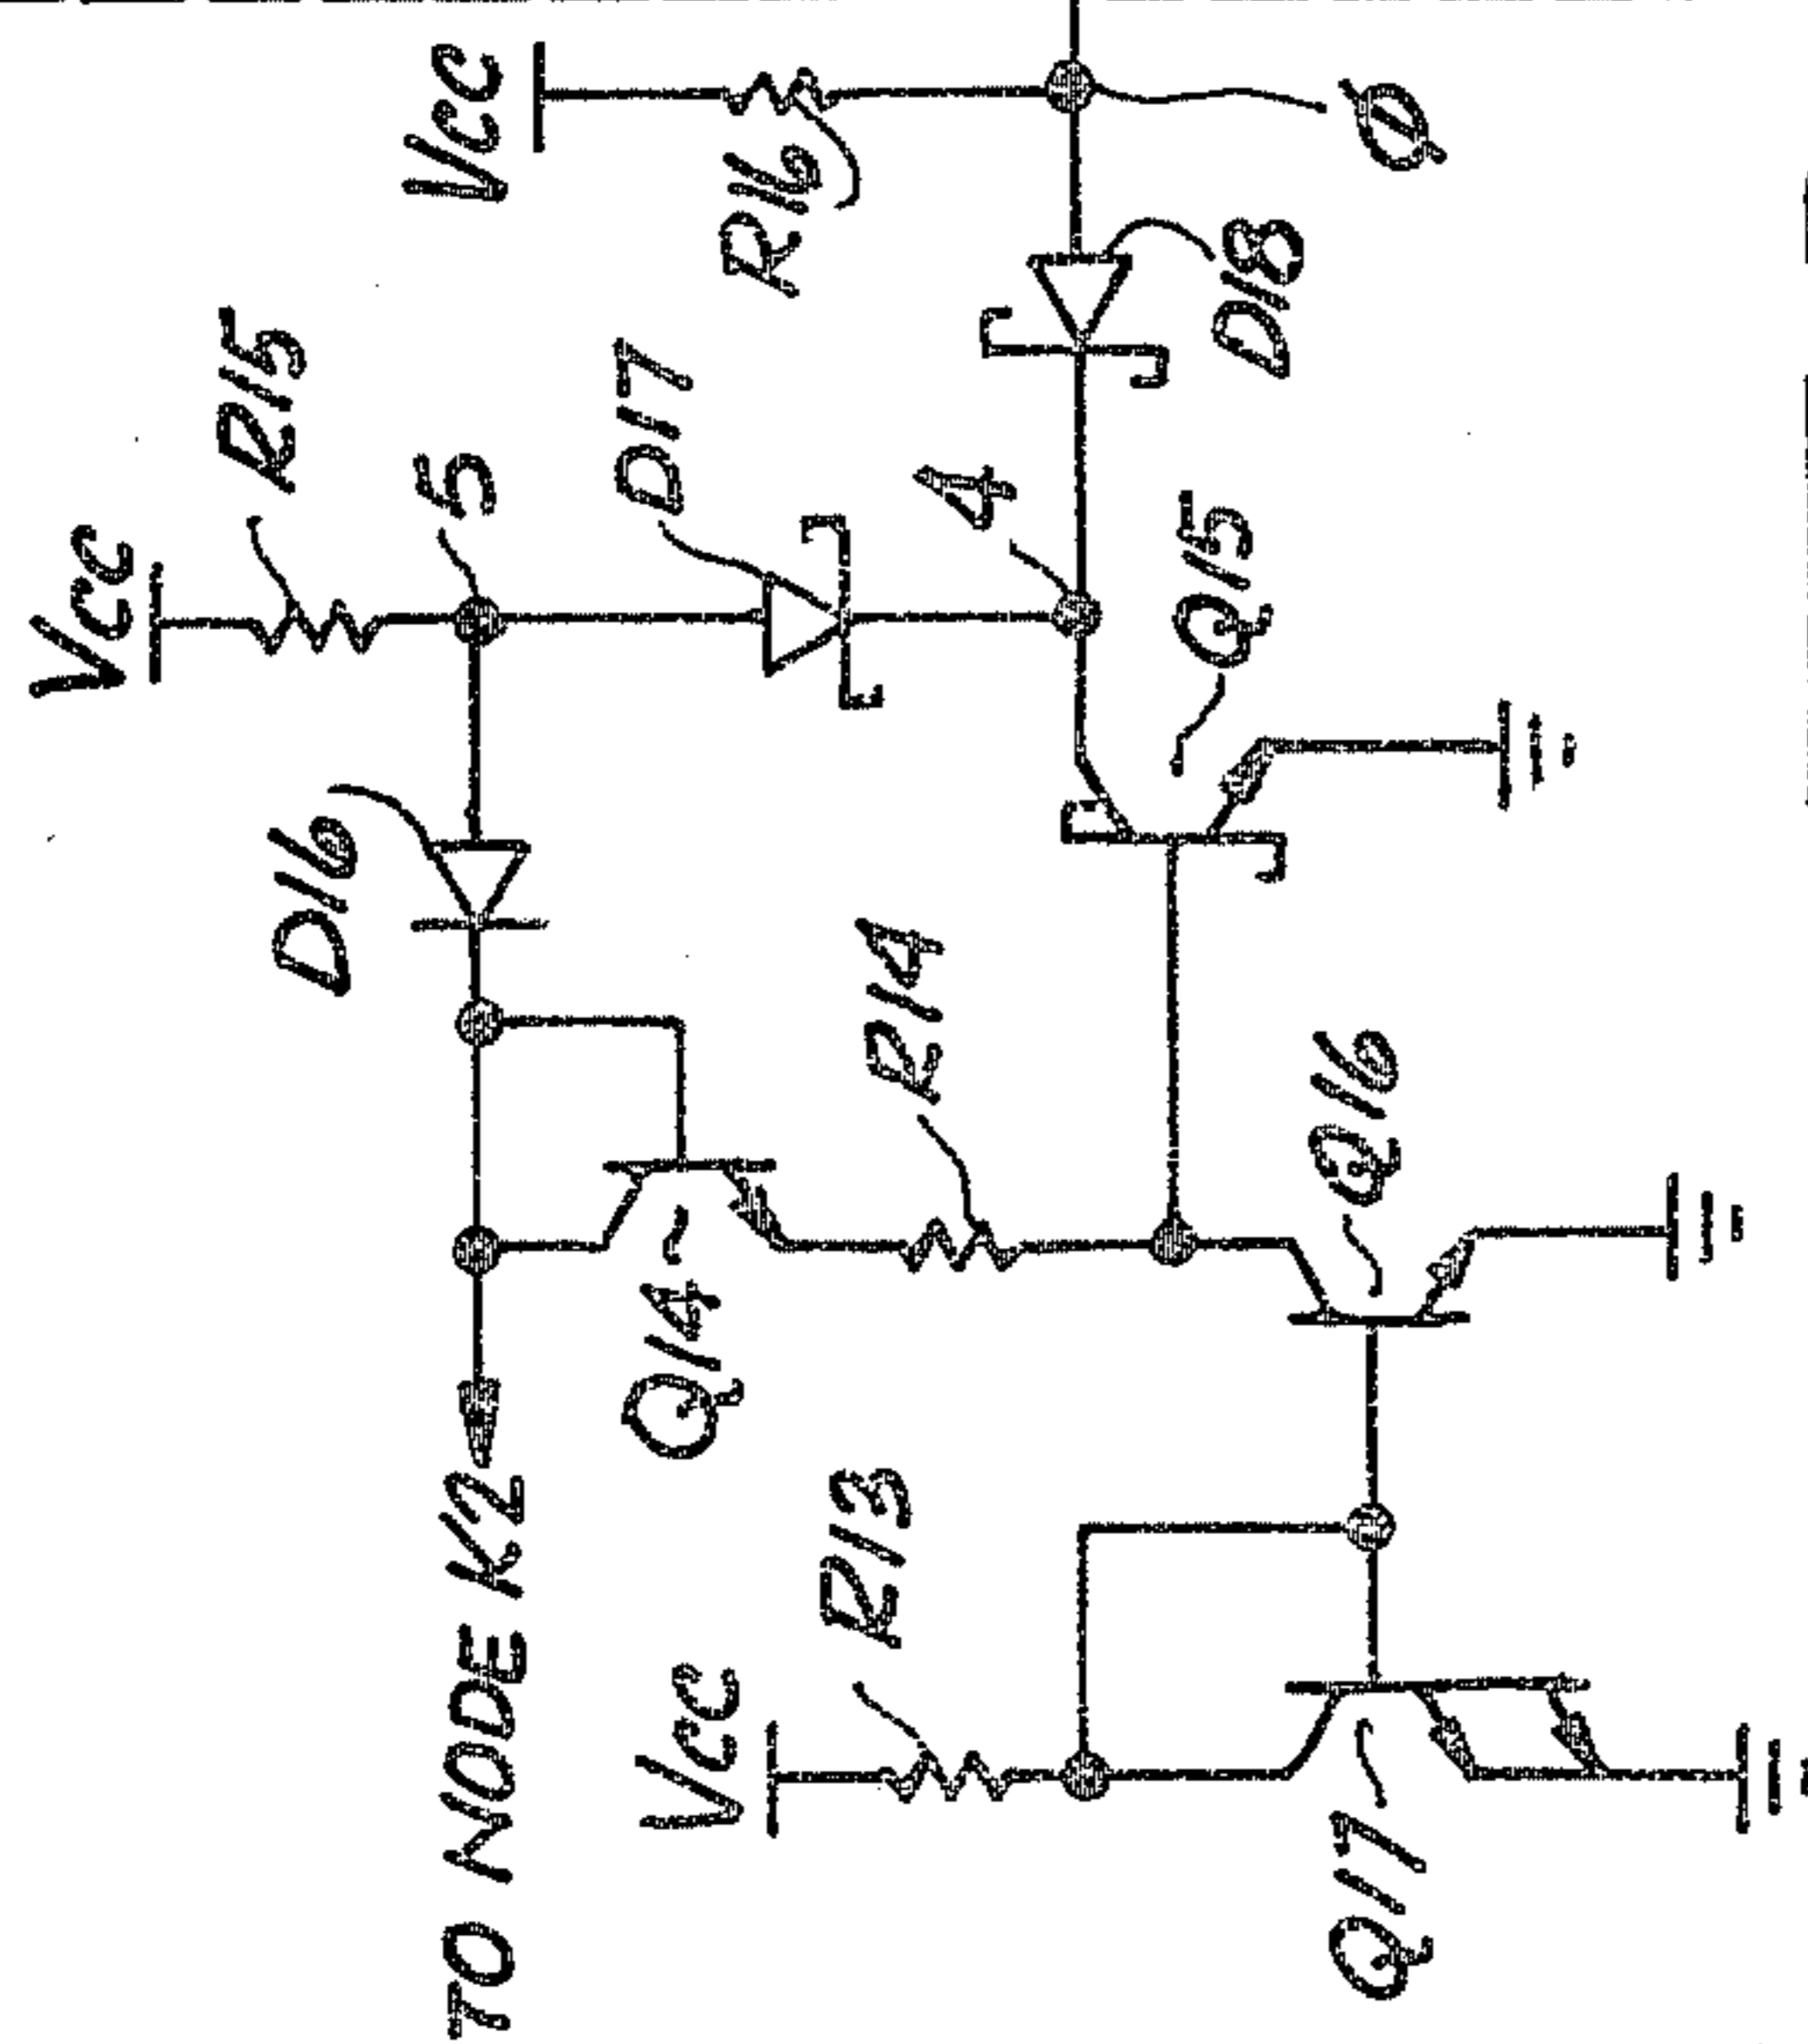 Vcc
R16
Ø
D18
R15
Vcc
5
D17
4
Q15
D16
R14
Q16
Q14
TO NODE K2
R13
Vcc
Q17